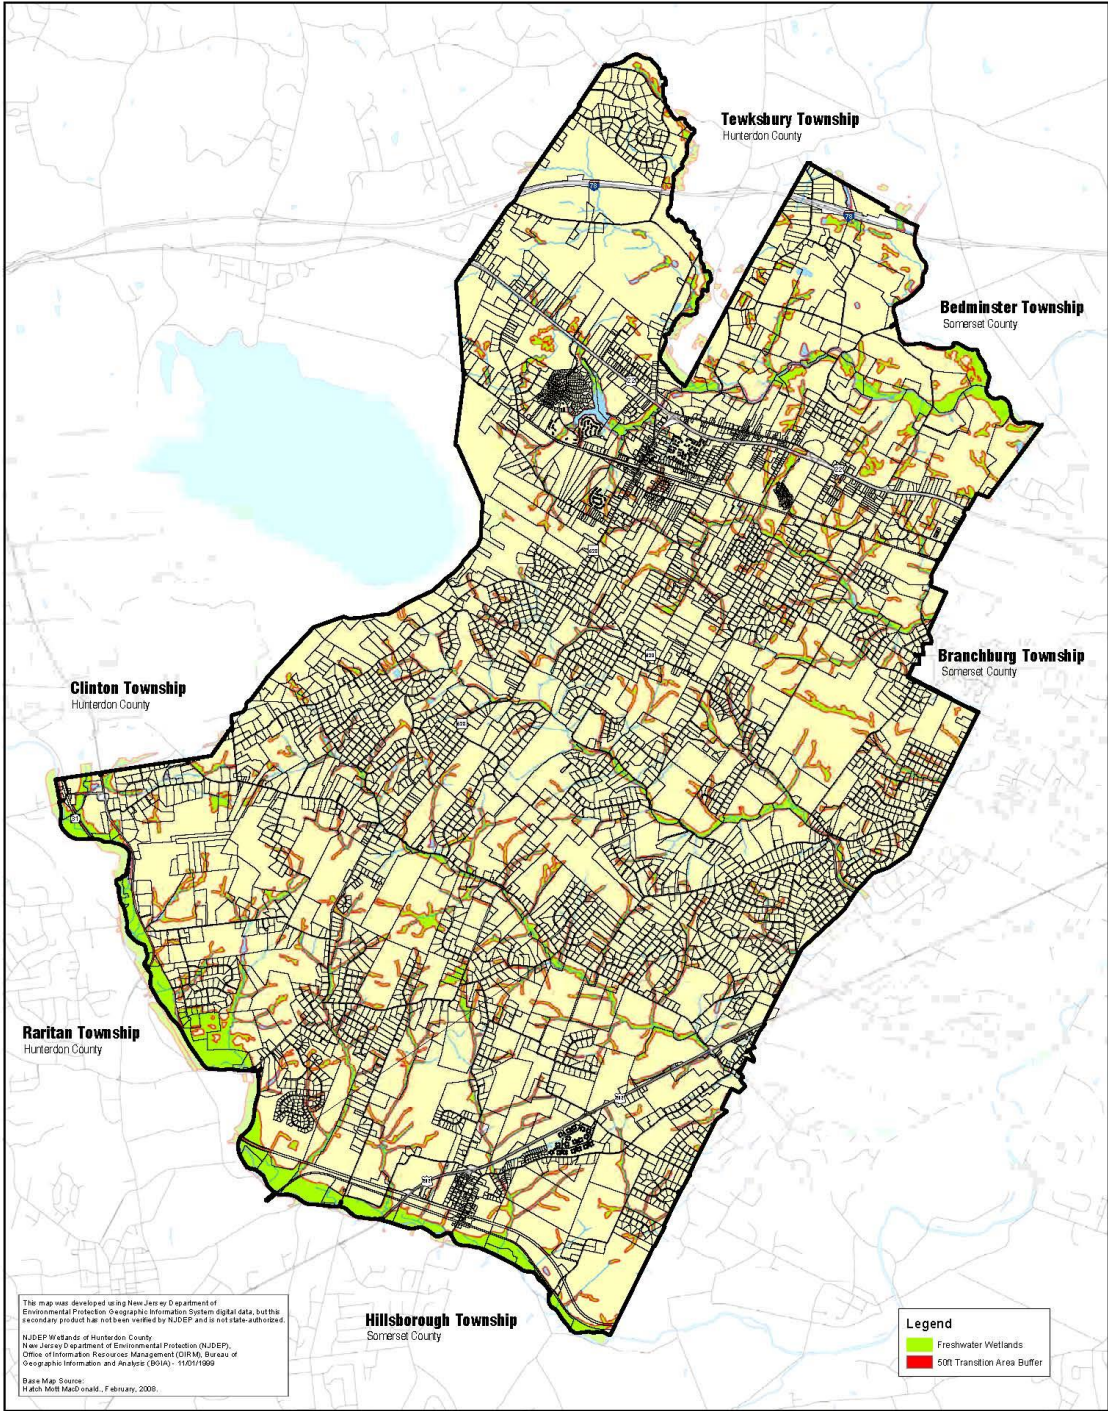 Tewksbury Township
Hunterdon County
78
78
Bedminster Township
Somerset County
Branchburg Township
Somerset County
Clinton Township
Hunterdon County
31
Raritan Township
Hunterdon County
Hillsborough Township
Somerset County
This map was developed using New Jersey Department of
Environmental Protection Geographic Information System digital data, but this
secondary product has not been verified by NJDEP and is not state-authorized.
NJDEP Wetlands of Hunterdon County
New Jersey Department of Environmental Protection (NJDEP),
Office of Information Resources Management (OIRM), Bureau of
Geographic Information and Analysis (BGIA) - 11/01/1999
Base Map Source:
Hatch Mott MacDonald., February, 2008.
Legend
Freshwater Wetlands
50ft Transition Area Buffer